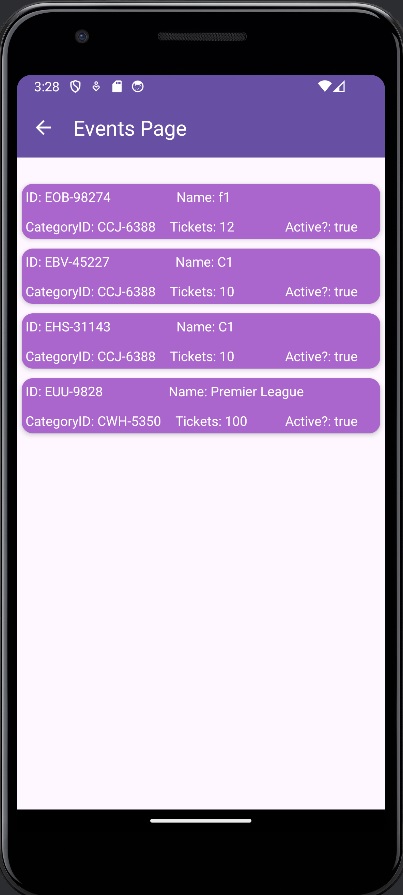 3:28
Events Page
ID: EOB-98274 Name: f1
CategoryID: CCJ-6388 Tickets: 12 Active?: true
ID: EBV-45227 Name: C1
CategoryID: CCJ-6388 Tickets: 10 Active?: true
ID: EHS-31143 Name: C1
CategoryID: CCJ-6388 Tickets: 10 Active?: true
ID: EUU-9828 Name: Premier League
CategoryID: CWH-5350 Tickets: 100 Active?: true